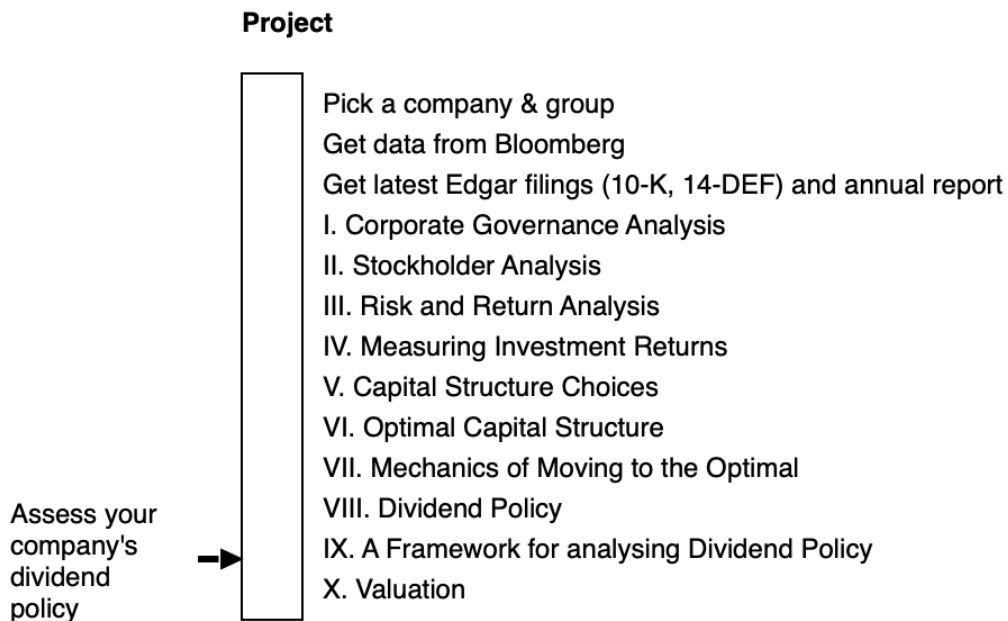 Project
Pick a company & group
Get data from Bloomberg
Get latest Edgar filings (10-K, 14-DEF) and annual report
I. Corporate Governance Analysis
II. Stockholder Analysis
III. Risk and Return Analysis
IV. Measuring Investment Returns
V. Capital Structure Choices
VI. Optimal Capital Structure
VII. Mechanics of Moving to the Optimal
VIII. Dividend Policy
IX. A Framework for analysing Dividend Policy
X. Valuation
Assess your
company's
dividend
policy